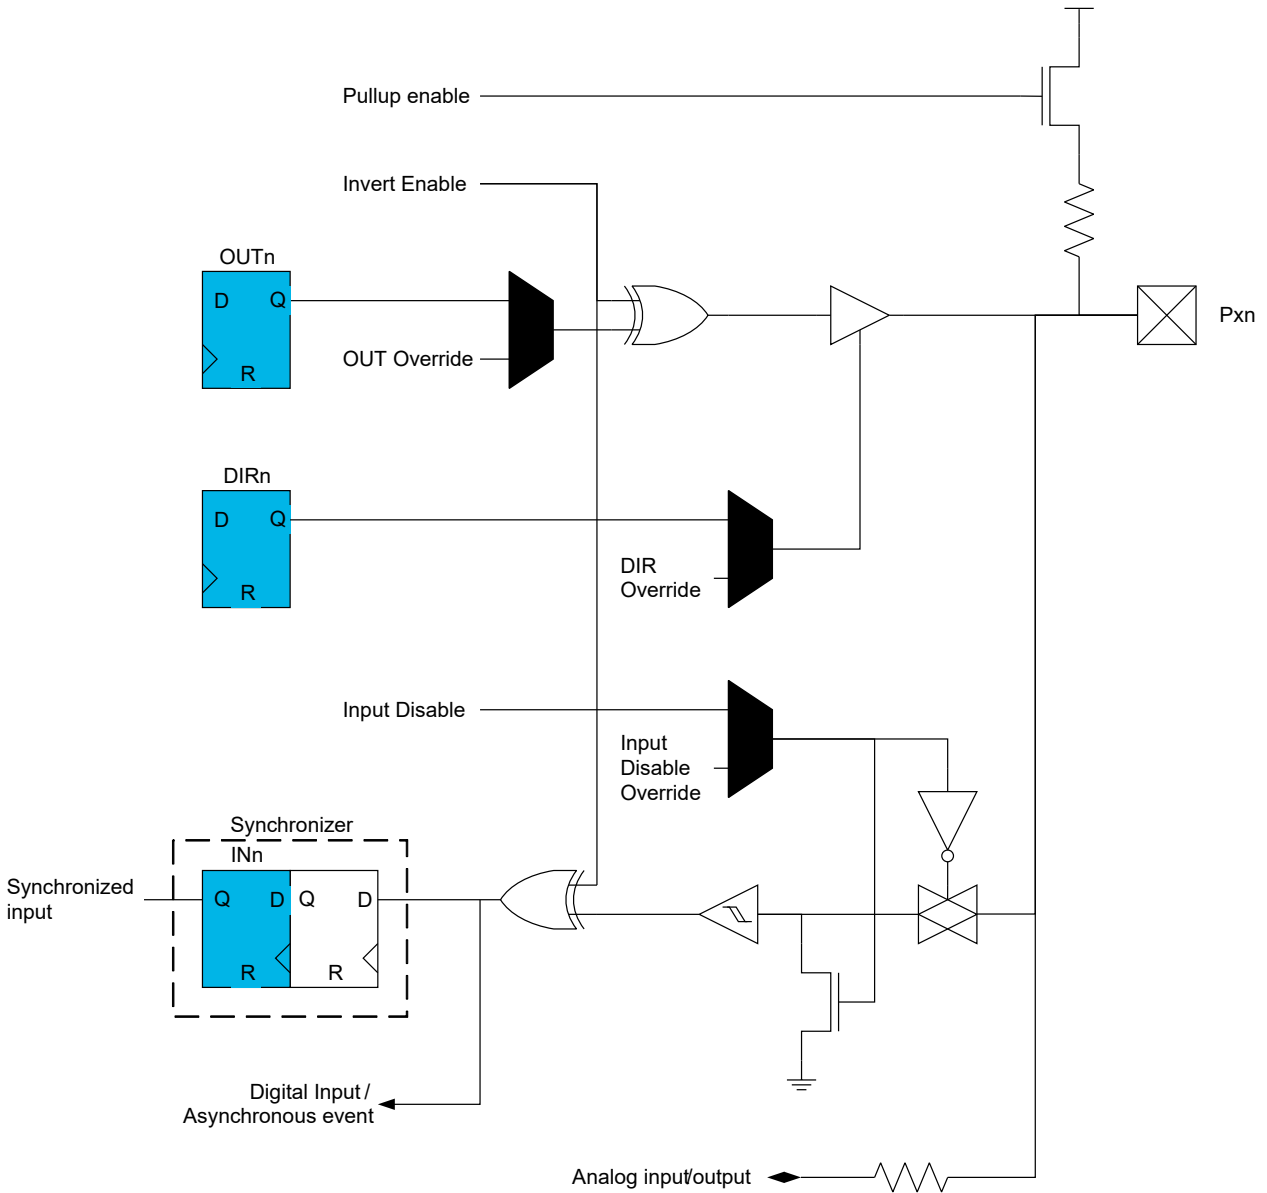 Pullup enable
Invert Enable
OUTn
D Q
R
OUT Override
Pxn
DIRn
D Q
R
DIR
Override
Input Disable
Input
Disable
Override
Synchronizer
INn
Synchronized
input
Q D Q D
R R
Digital Input /
Asynchronous event
Analog input/output